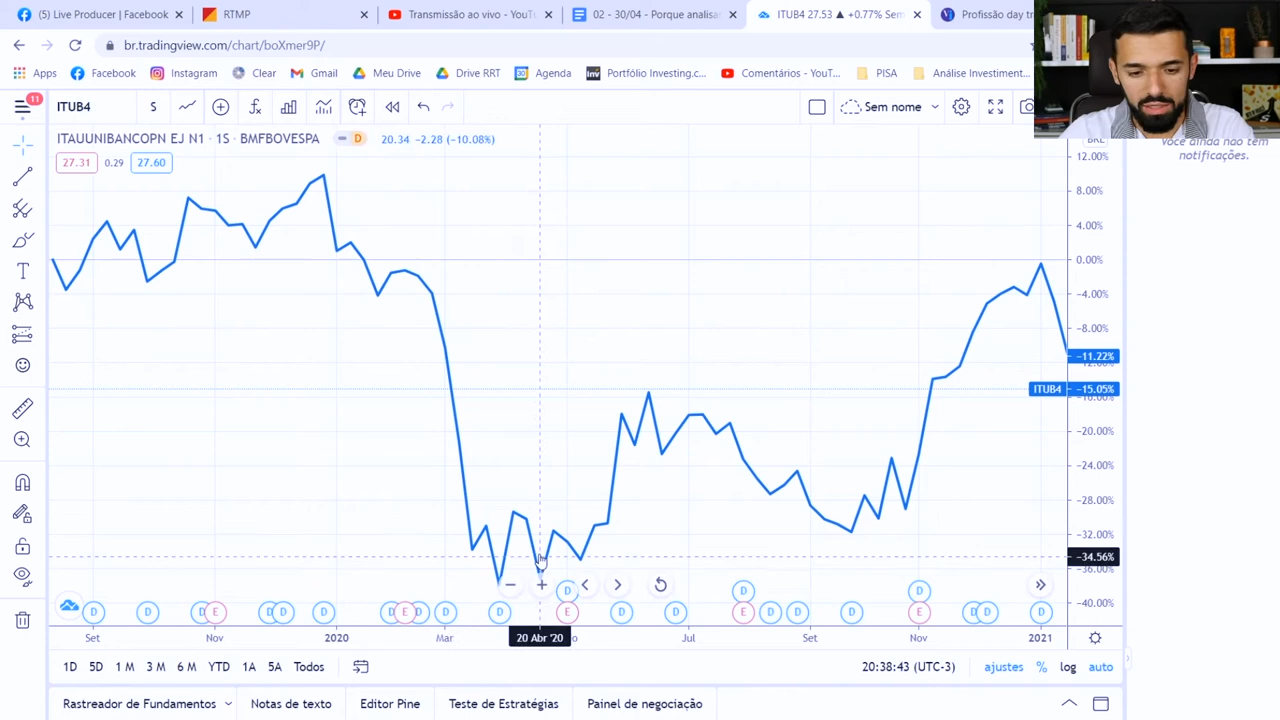 (5) Live Producer | Facebook
RTMP
Transmissão ao vivo - YouTu
02 - 30/04 - Porque analisa
ITUB4 27.53 ▲ +0.77% Sem
Profissão day tr
br.tradingview.com/chart/boXmer9P/
Apps
Facebook
Instagram
Clear
Gmail
Meu Drive
Drive RRT
Agenda
Inv
Portfólio Investing.c...
Comentários - YouT...
PISA
Análise Investiment...
11
ITUB4
S
Sem nome
ITAUUNIBANCOPN EJ N1 · 1S · BMFBOVESPA
D
20.34 −2.28 (−10.08%)
BRL
Você ainda não tem
notificações.
27.31
0.29
27.60
12.00%
8.00%
4.00%
0.00%
−4.00%
−8.00%
−11.22%
ITUB4
−15.05%
−20.00%
−24.00%
−28.00%
−32.00%
−34.56%
−36.00%
−40.00%
D D D E D D D D E D D D D E D D E D D D D E D D D
Set
Nov
2020
Mar
20 Abr '20
Jul
Set
Nov
2021
1D
5D
1 M
3 M
6 M
YTD
1A
5A
Todos
20:38:43 (UTC-3)
ajustes
%
log
auto
Rastreador de Fundamentos
Notas de texto
Editor Pine
Teste de Estratégias
Painel de negociação